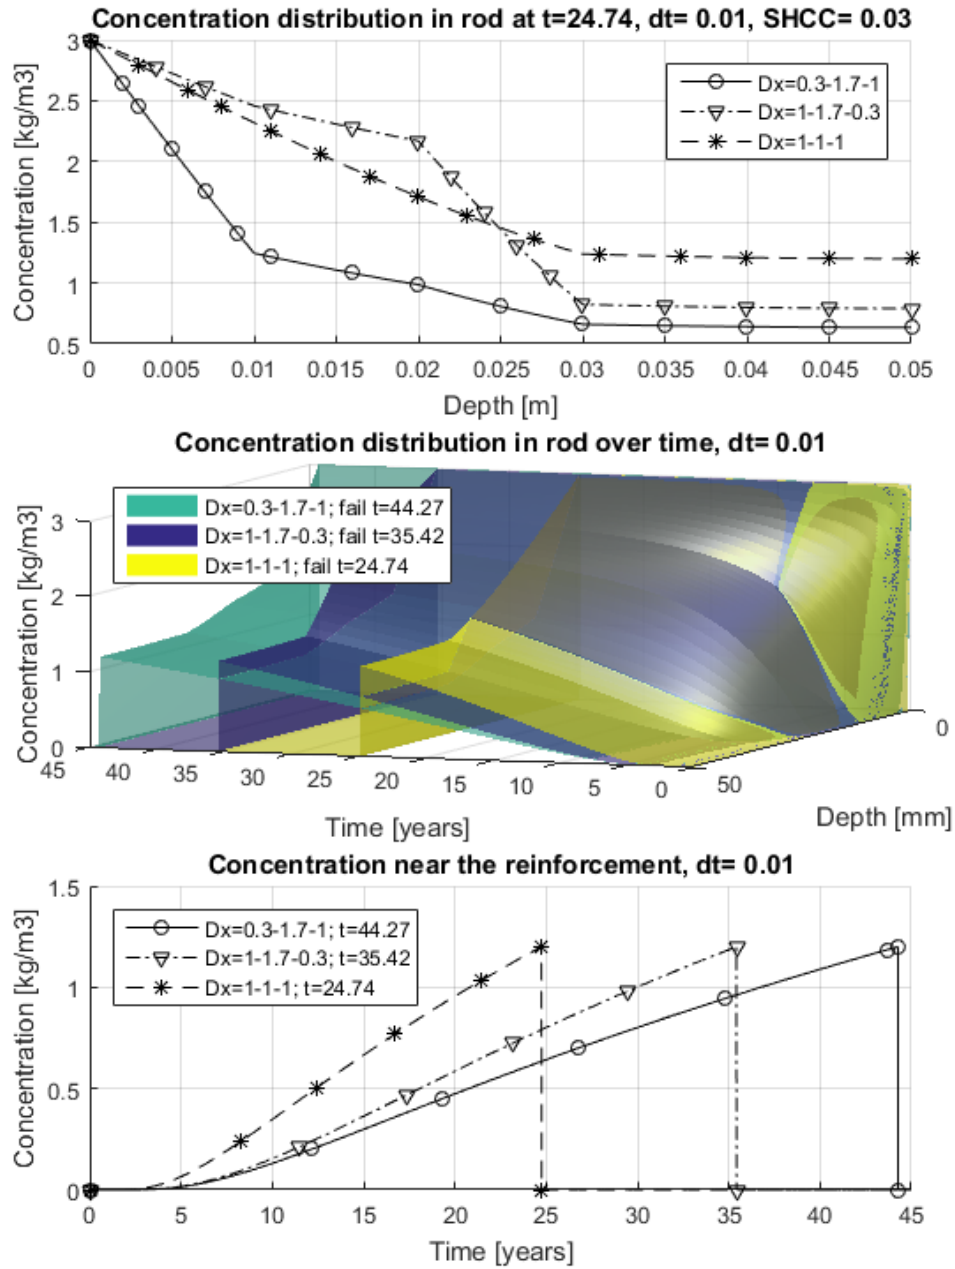 Concentration distribution in rod at t=24.74, dt= 0.01, SHCC= 0.03
Concentration [kg/m3]
3
2.5
2
1.5
1
0.5
Dx=0.3-1.7-1
Dx=1-1.7-0.3
Dx=1-1-1
0 0.005 0.01 0.015 0.02 0.025 0.03 0.035 0.04 0.045 0.05
Depth [m]
Concentration distribution in rod over time, dt= 0.01
Concentration [kg/m3]
3
2
1
0
Dx=0.3-1.7-1; fail t=44.27
Dx=1-1.7-0.3; fail t=35.42
Dx=1-1-1; fail t=24.74
45 40 35 30 25 20 15 10 5 0
50 0
Time [years]
Depth [mm]
Concentration near the reinforcement, dt= 0.01
Concentration [kg/m3]
1.5
1
0.5
0
Dx=0.3-1.7-1; t=44.27
Dx=1-1.7-0.3; t=35.42
Dx=1-1-1; t=24.74
0 5 10 15 20 25 30 35 40 45
Time [years]